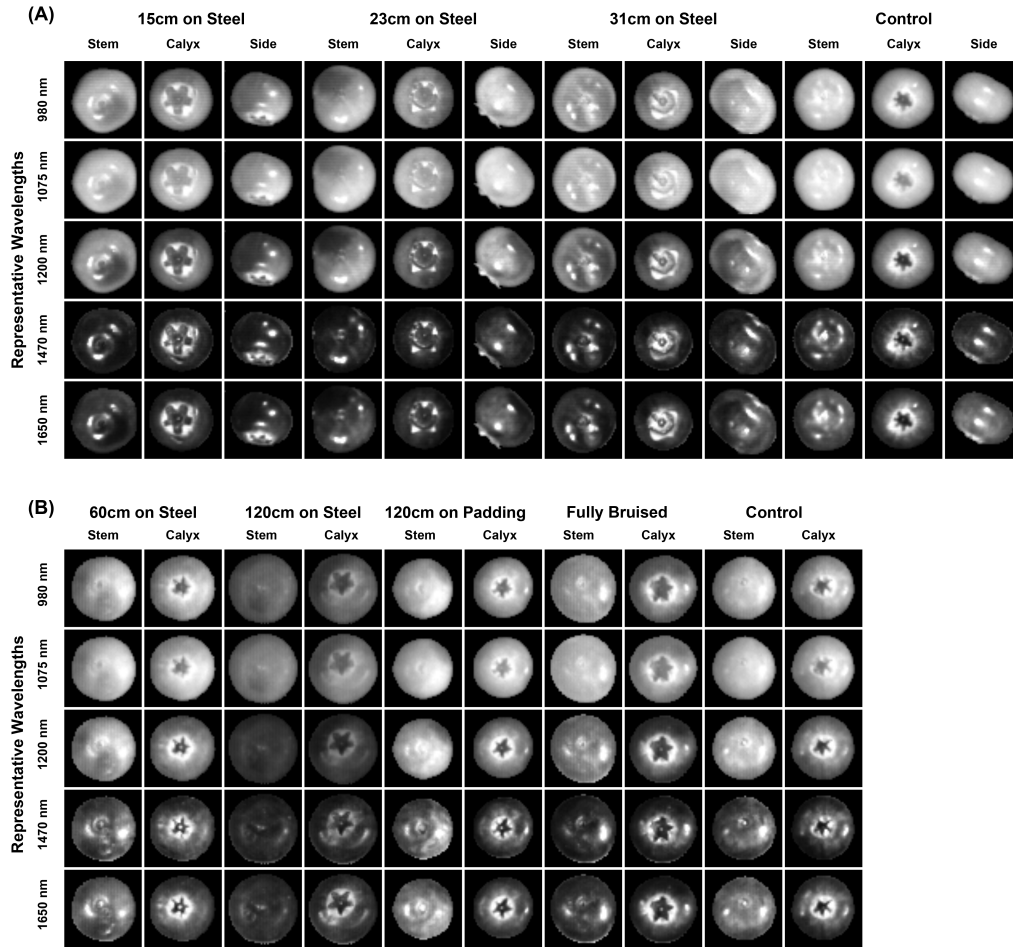 (A)
15cm on Steel 23cm on Steel 31cm on Steel Control
Stem Calyx Side Stem Calyx Side Stem Calyx Side Stem Calyx Side
Representative Wavelengths
980 nm
1075 nm
1200 nm
1470 nm
1650 nm
(B)
60cm on Steel 120cm on Steel 120cm on Padding Fully Bruised Control
Stem Calyx Stem Calyx Stem Calyx Stem Calyx Stem Calyx
Representative Wavelengths
980 nm
1075 nm
1200 nm
1470 nm
1650 nm